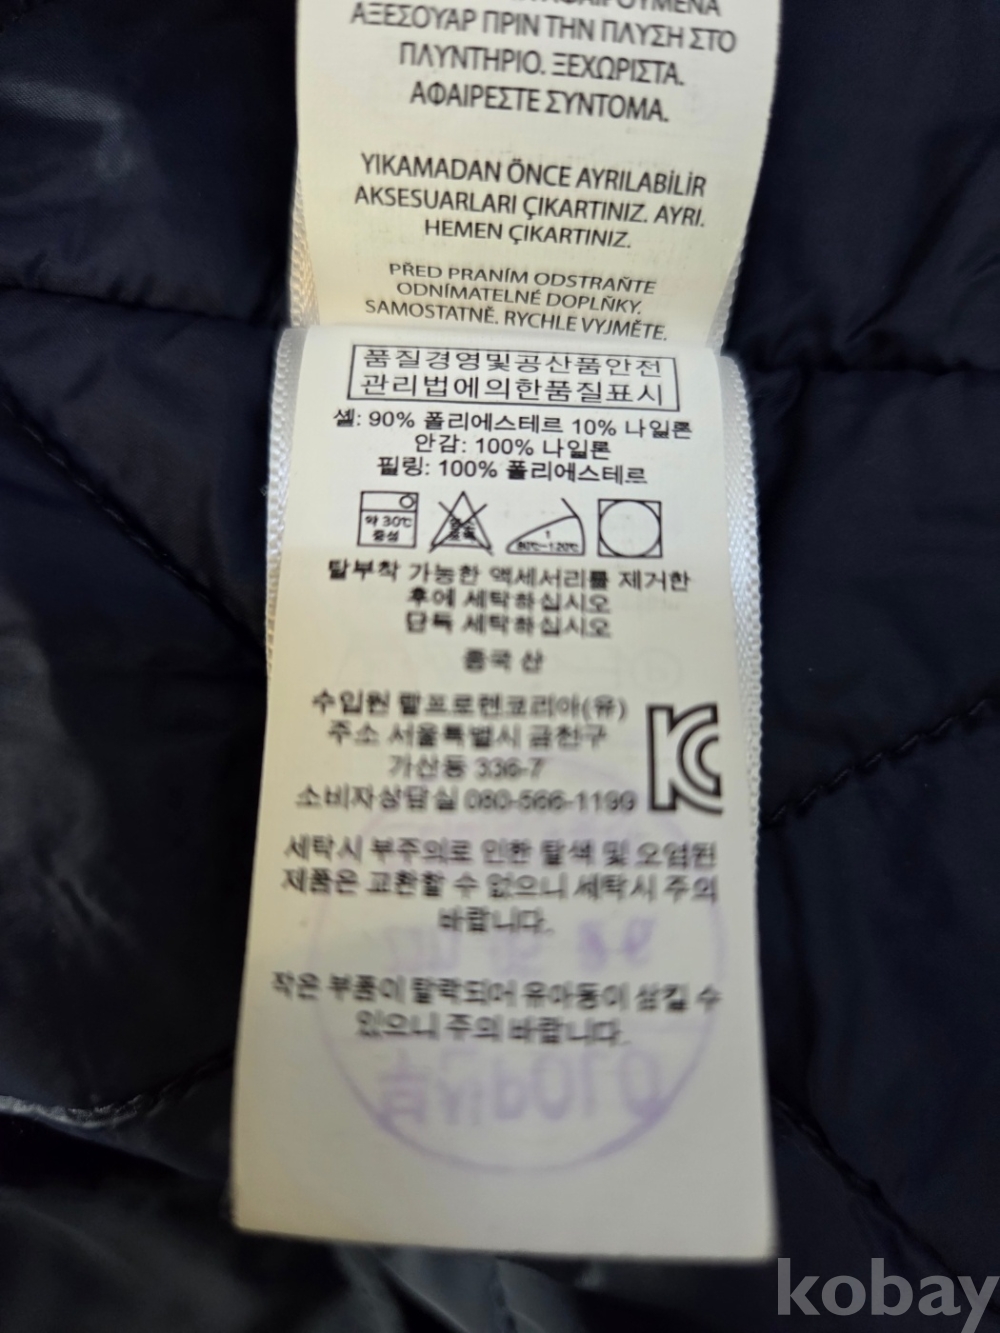 ΑΞΕΣΟΥΑΡ ΠΡΙΝ ΤΗΝ ΠΛΥΣΗ ΣΤΟ
ΠΛΥΝΤΗΡΙΟ. ΞΕΧΩΡΙΣΤΑ.
ΑΦΑΙΡΕΣΤΕ ΣΥΝΤΟΜΑ.
YIKAMADAN ÖNCE AYRILABİLİR
AKSESUARLARI ÇIKARTINIZ. AYRI.
HEMEN ÇIKARTINIZ.
PŘED PRANÍM ODSTRAŇTE
ODNÍMATELNÉ DOPLŇKY.
SAMOSTATNĚ. RYCHLE VYJMĚTE.
품질경영및공산품안전
관리법에의한품질표시
셸: 90% 폴리에스테르 10% 나일론
안감: 100% 나일론
필링: 100% 폴리에스테르
약 30℃
중성
1
80℃~120℃
탈부착 가능한 액세서리를 제거한
후에 세탁하십시오
단독 세탁하십시오
중국 산
수입원 랄프로렌코리아(유)
주소 서울특별시 금천구
가산동 336-7
소비자상담실 080-566-1199
세탁시 부주의로 인한 탈색 및 오염된
제품은 교환할 수 없으니 세탁시 주의
바랍니다.
작은 부품이 탈락되어 유아동이 삼킬 수
있으니 주의 바랍니다.
kobay